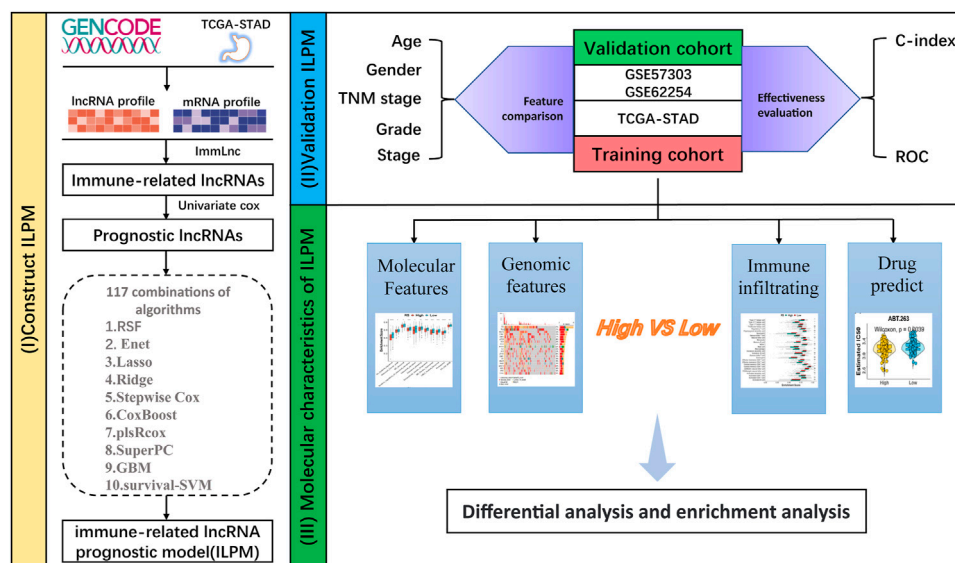 GENCODE
TCGA-STAD
lncRNA profile
mRNA profile
ImmLnc
Immune-related lncRNAs
Univariate cox
Prognostic lncRNAs
117 combinations of
algorithms
1.RSF
2. Enet
3.Lasso
4.Ridge
5.Stepwise Cox
6.CoxBoost
7.plsRcox
8.SuperPC
9.GBM
10.survival-SVM
immune-related lncRNA
prognostic model(ILPM)
(I)Construct ILPM
(II)Validation ILPM
Age
Gender
TNM stage
Grade
Stage
Feature
comparison
Validation cohort
GSE57303
GSE62254
TCGA-STAD
Training cohort
Effectiveness
evaluation
C-index
ROC
(III) Molecular characteristics of ILPM
Molecular
Features
Genomic
features
High VS Low
Immune
infiltrating
Drug
predict
ABT.263
Estimated IC50
High
Low
Differential analysis and enrichment analysis